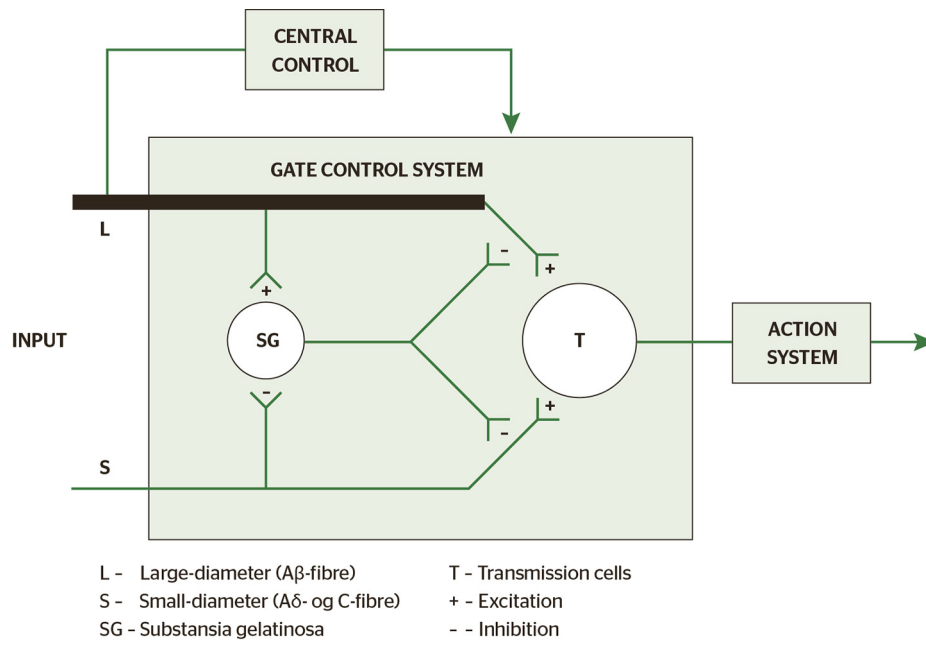 CENTRAL
CONTROL
GATE CONTROL SYSTEM
L
-
+
+
INPUT
SG
T
ACTION
SYSTEM
-
+
-
S
L – Large-diameter (Aβ-fibre)
S – Small-diameter (Aδ- og C-fibre)
SG – Substansia gelatinosa
T – Transmission cells
+ – Excitation
- – Inhibition